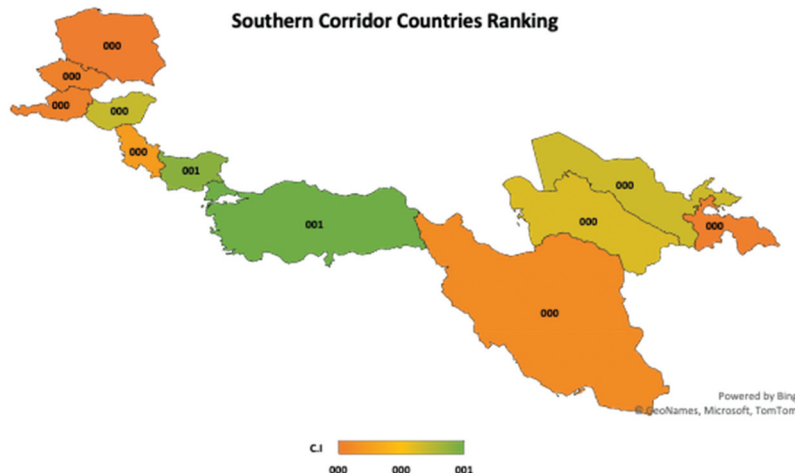 Southern Corridor Countries Ranking
000
000
000
000
000
001
001
000
000
000
000
Powered by Bing
© GeoNames, Microsoft, TomTom
C.I
000 000 001